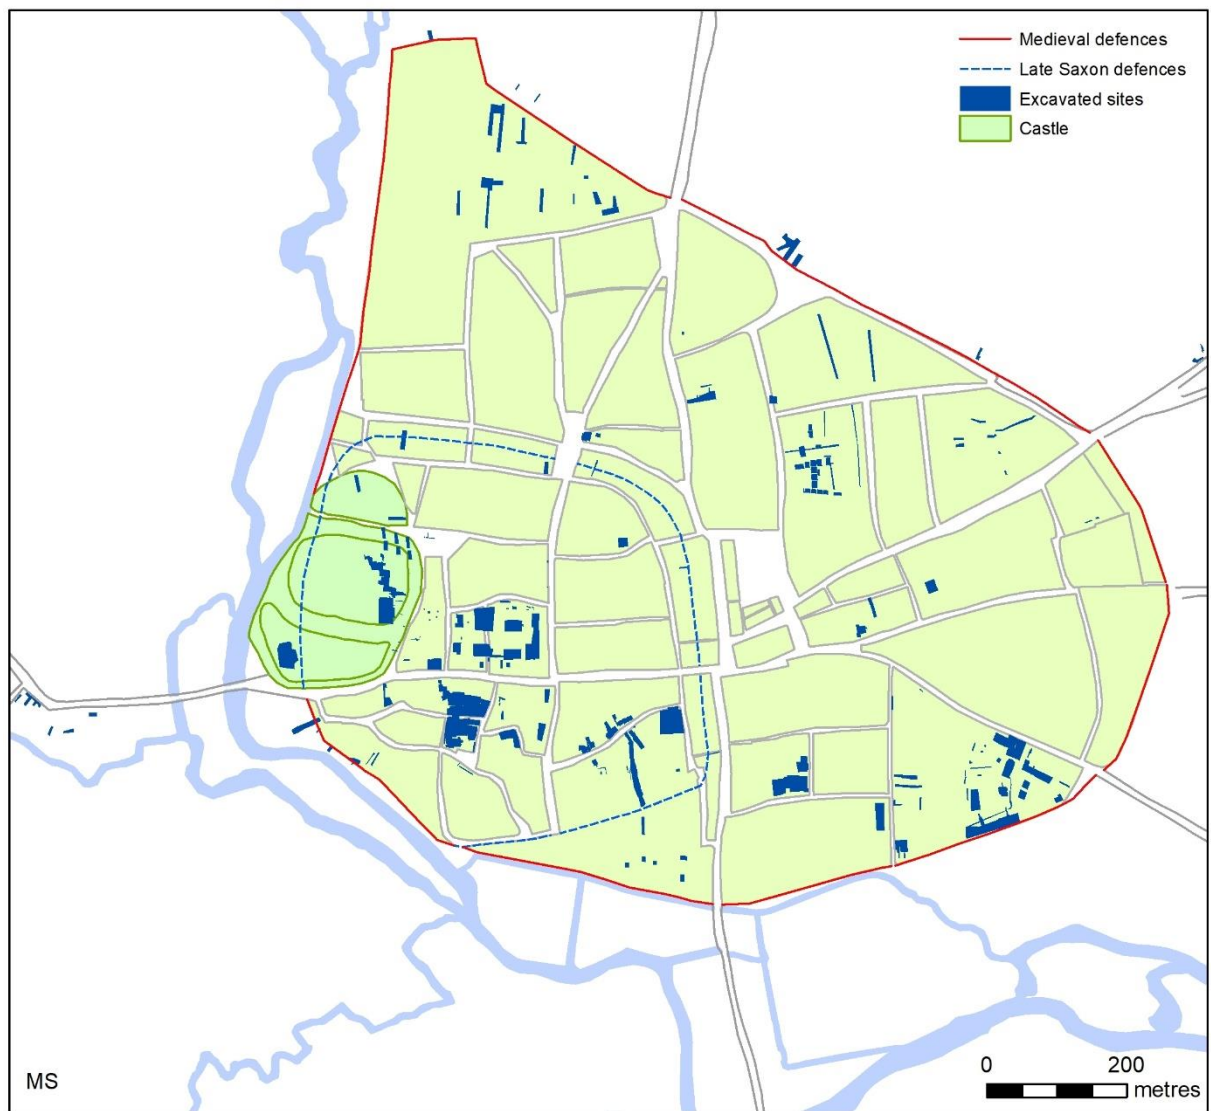 Medieval defences
Late Saxon defences
Excavated sites
Castle
MS
0 200
metres